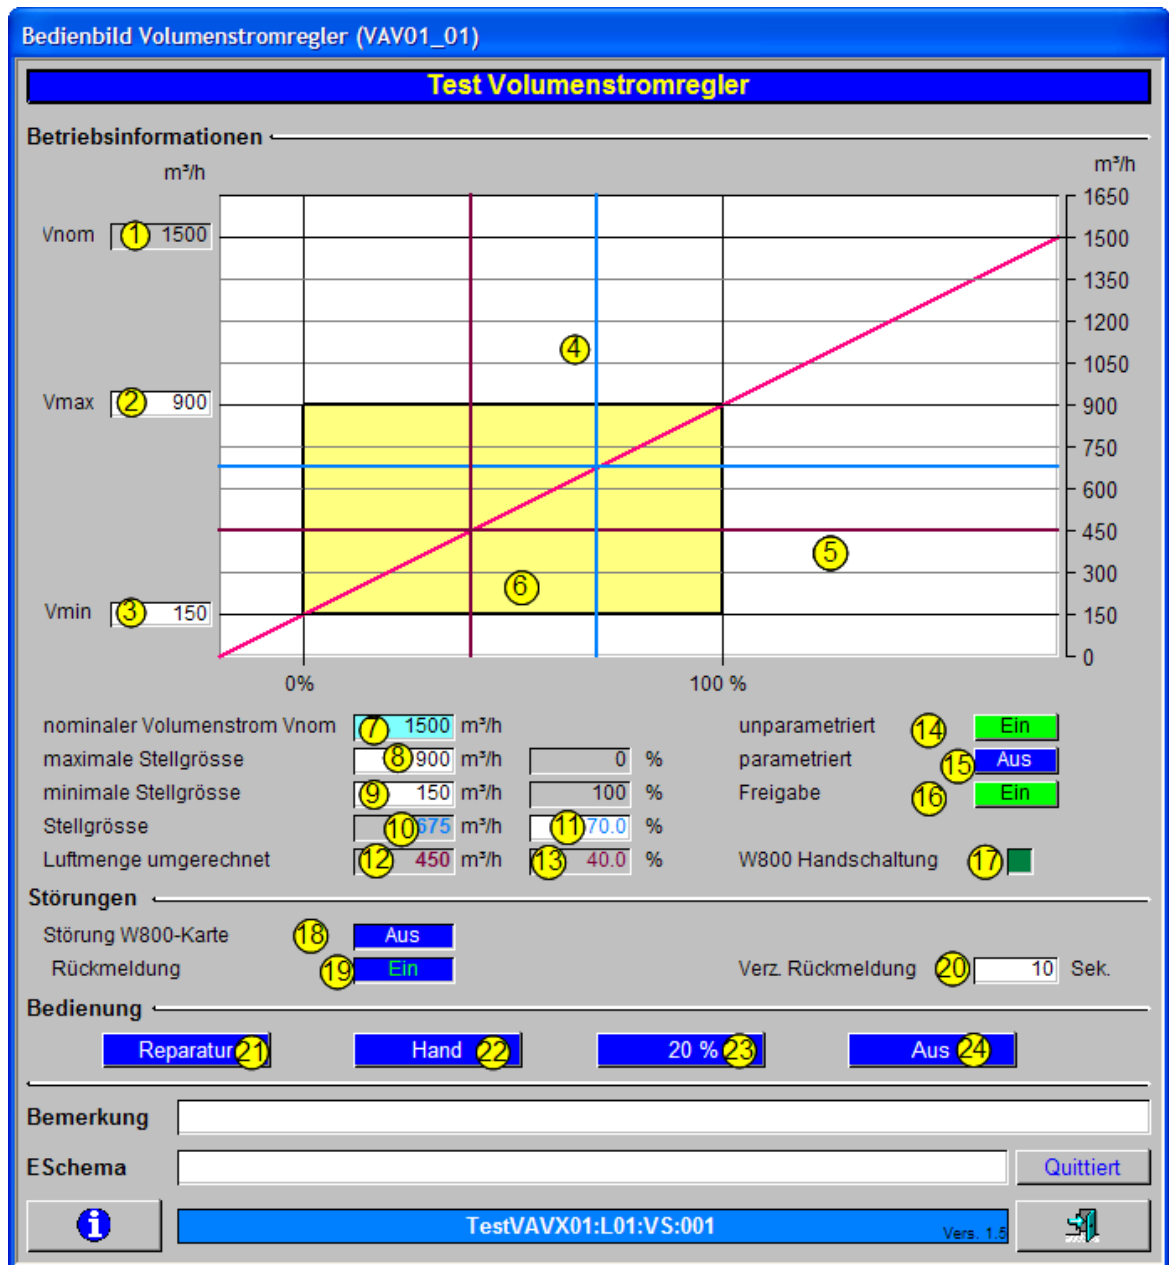 Bedienbild Volumenstromregler (VAV01_01)
Test Volumenstromregler
Betriebsinformationen
m³/h
m³/h
1650
Vnom 1 1500
1500
1350
1200
4
1050
Vmax 2 900
900
750
600
450
5
300
6
Vmin 3 150
150
0
0% 100 %
nominaler Volumenstrom Vnom 7 1500 m³/h unparametriert 14 Ein
maximale Stellgrösse 8 900 m³/h 0 % parametriert 15 Aus
minimale Stellgrösse 9 150 m³/h 100 % Freigabe 16 Ein
Stellgrösse 10 675 m³/h 11 70.0 %
Luftmenge umgerechnet 12 450 m³/h 13 40.0 % W800 Handschaltung 17
Störungen
Störung W800-Karte 18 Aus
Rückmeldung 19 Ein Verz. Rückmeldung 20 10 Sek.
Bedienung
Reparatur 21 Hand 22 20 % 23 Aus 24
Bemerkung
ESchema Quittiert
TestVAVX01:L01:VS:001 Vers. 1.5